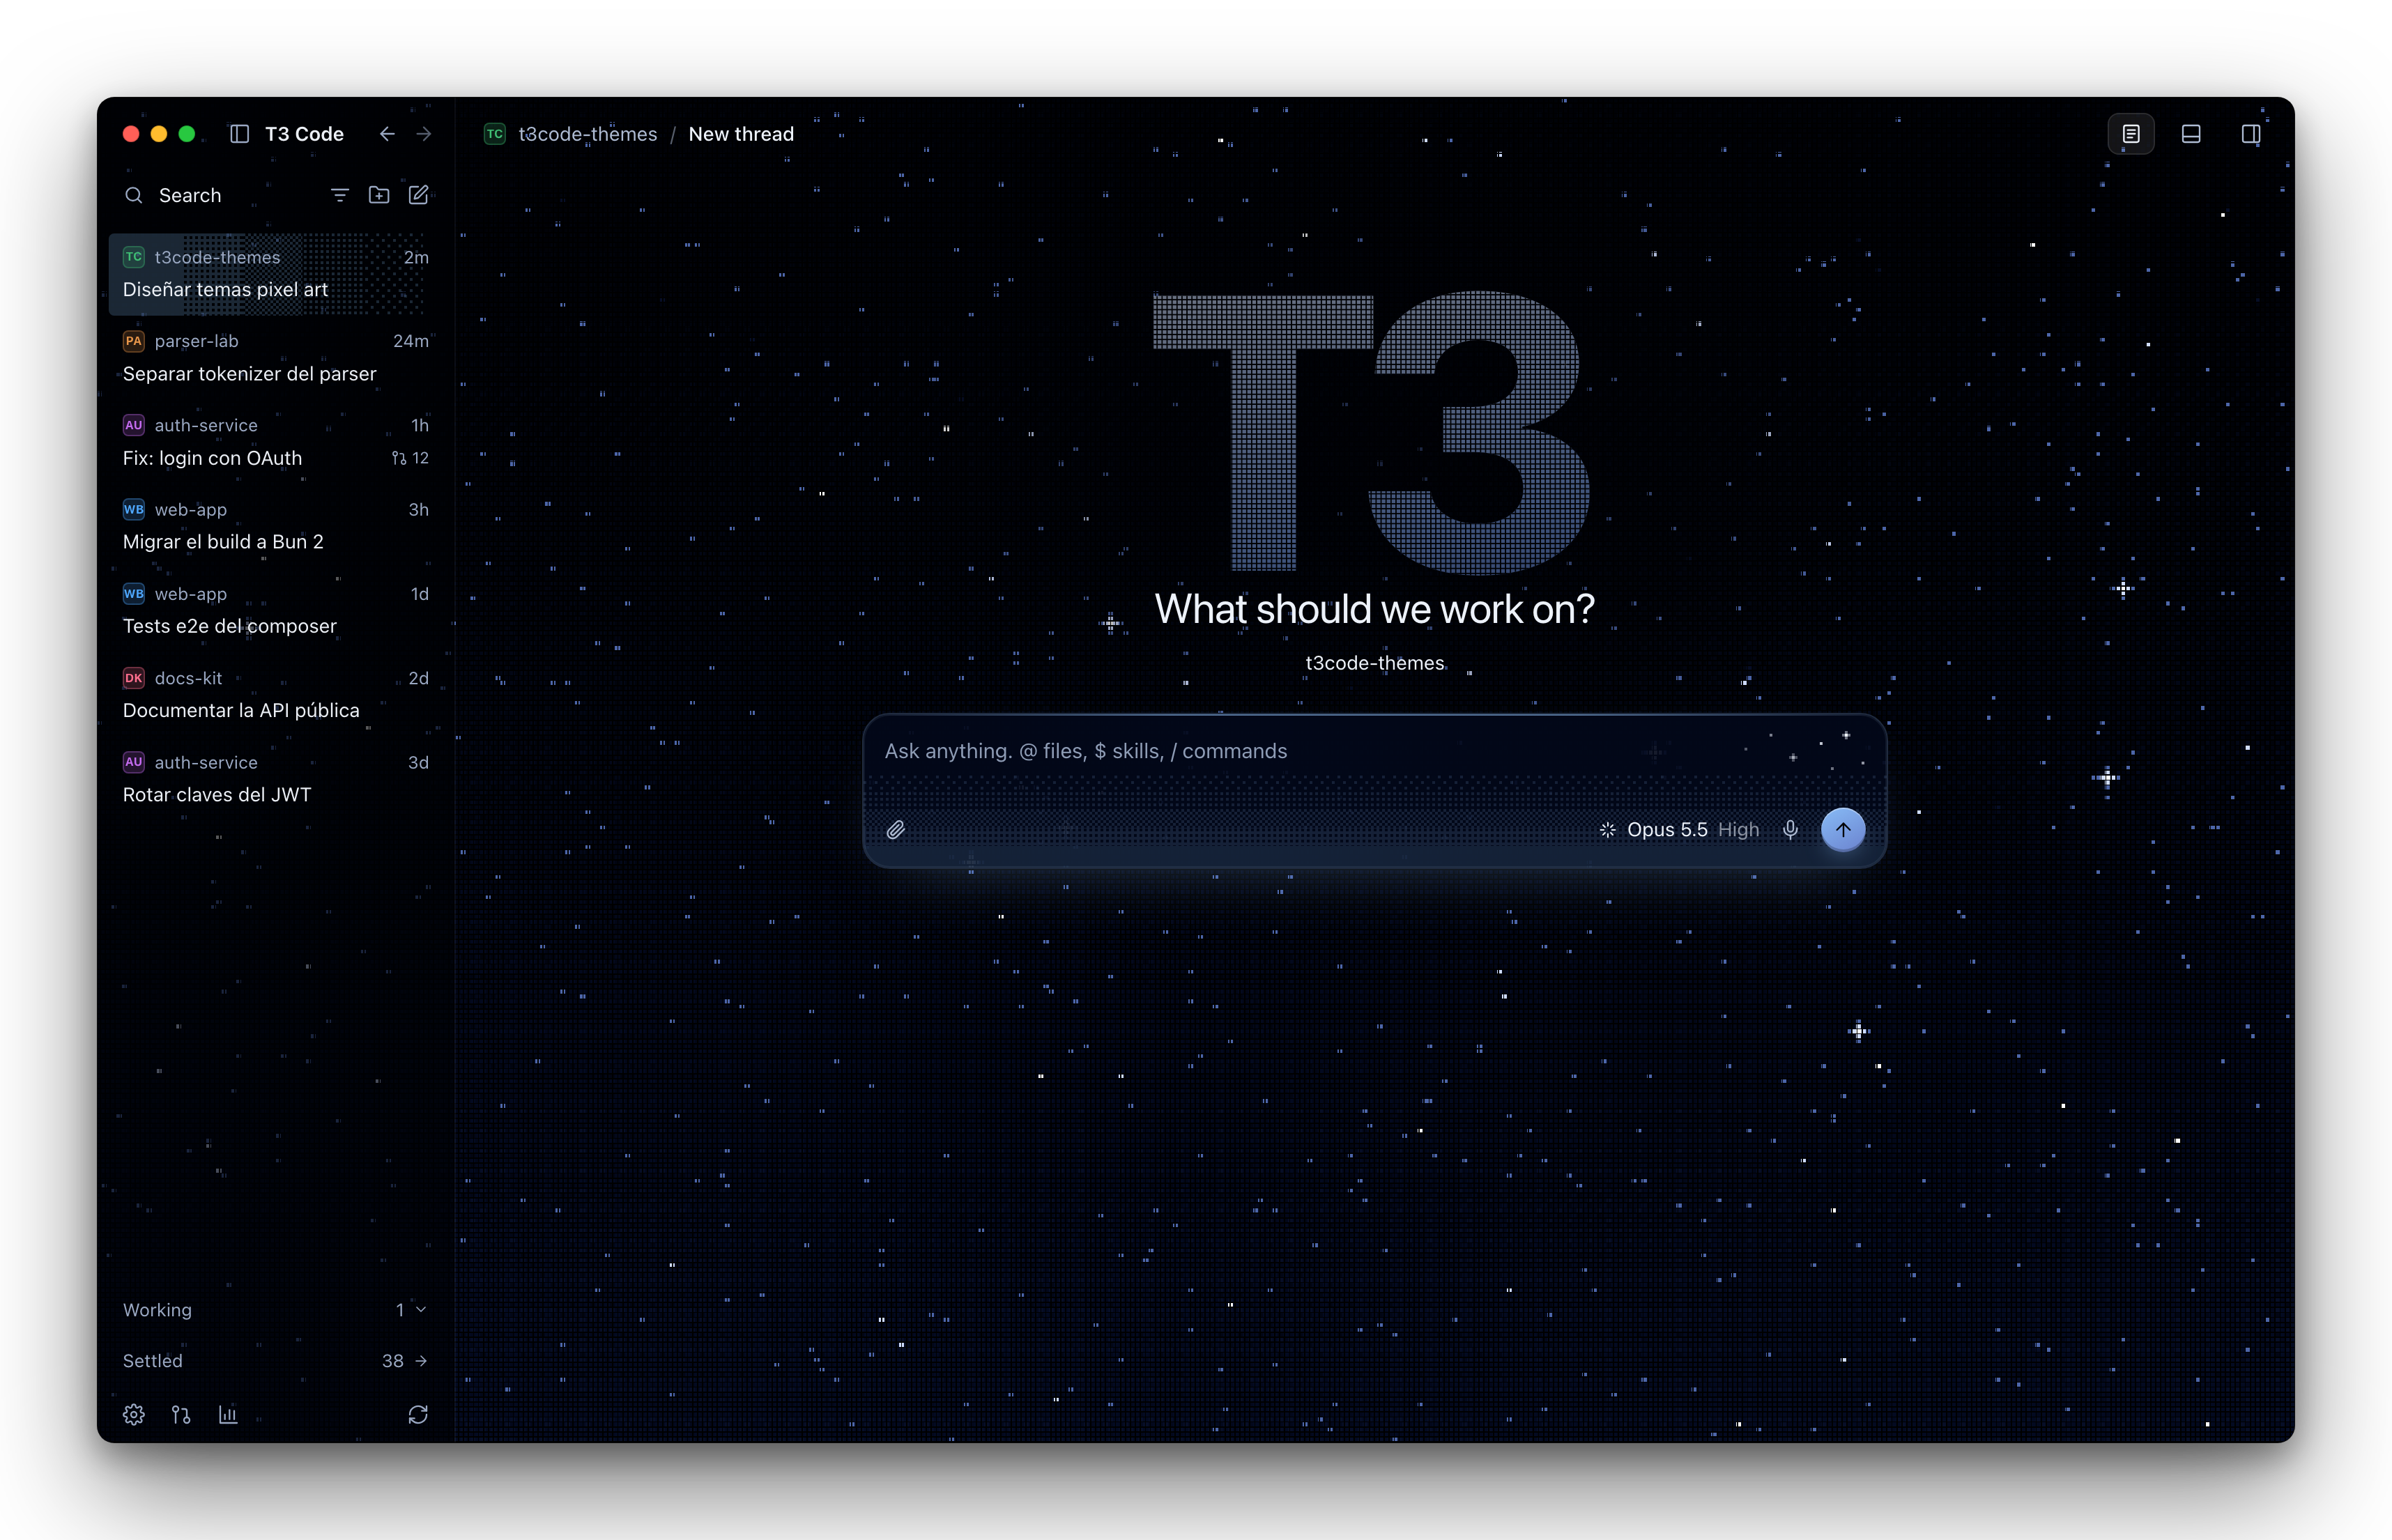 T3 Code
t3code-themes / New thread
Search
TC t3code-themes 2m
Diseñar temas pixel art
PA parser-lab 24m
Separar tokenizer del parser
AU auth-service 1h
Fix: login con OAuth 12
WB web-app 3h
Migrar el build a Bun 2
WB web-app 1d
Tests e2e del composer
DK docs-kit 2d
Documentar la API pública
AU auth-service 3d
Rotar claves del JWT
Working 1
Settled 38
TC
T3
What should we work on?
t3code-themes
Ask anything. @ files, $ skills, / commands
Opus 5.5 High